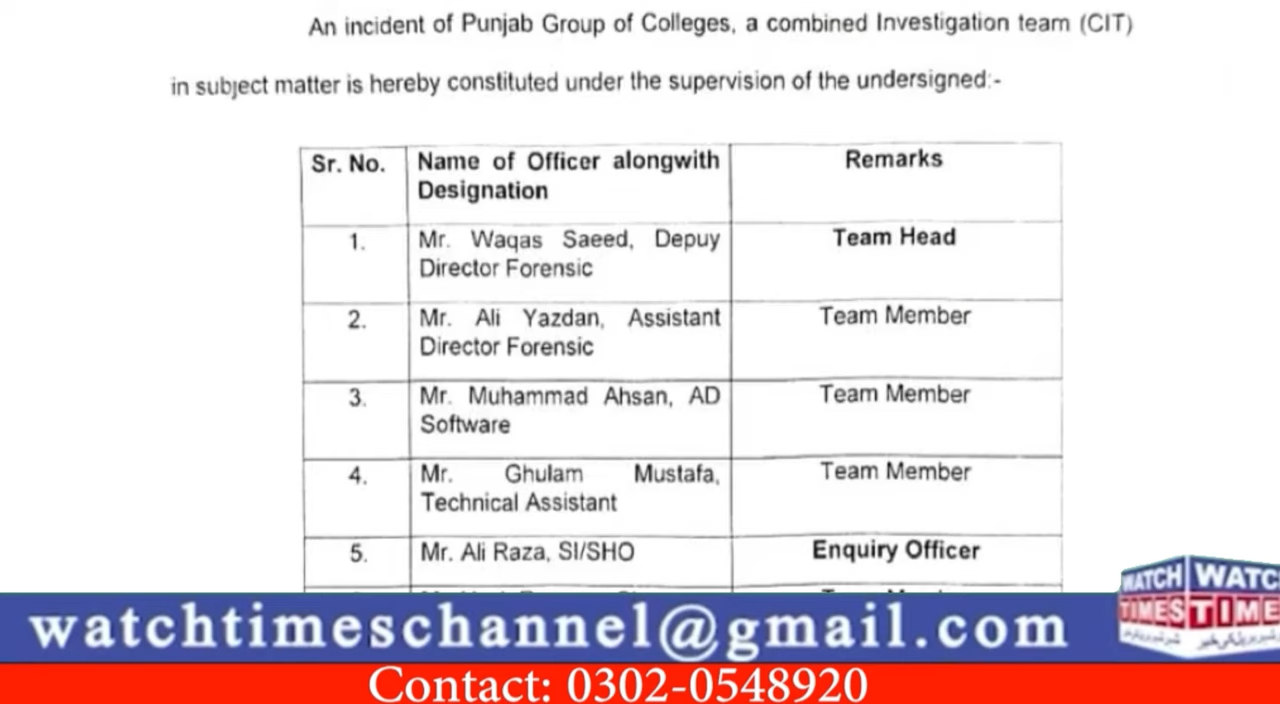 An incident of Punjab Group of Colleges, a combined Investigation team (CIT)
in subject matter is hereby constituted under the supervision of the undersigned:-
Sr. No. Name of Officer alongwith Designation Remarks
1. Mr. Waqas Saeed, Depuy Director Forensic Team Head
2. Mr. Ali Yazdan, Assistant Director Forensic Team Member
3. Mr. Muhammad Ahsan, AD Software Team Member
4. Mr. Ghulam Mustafa, Technical Assistant Team Member
5. Mr. Ali Raza, SI/SHO Enquiry Officer
WATCH WATC
TIMES TIME
watchtimeschannel@gmail.com
Contact: 0302-0548920